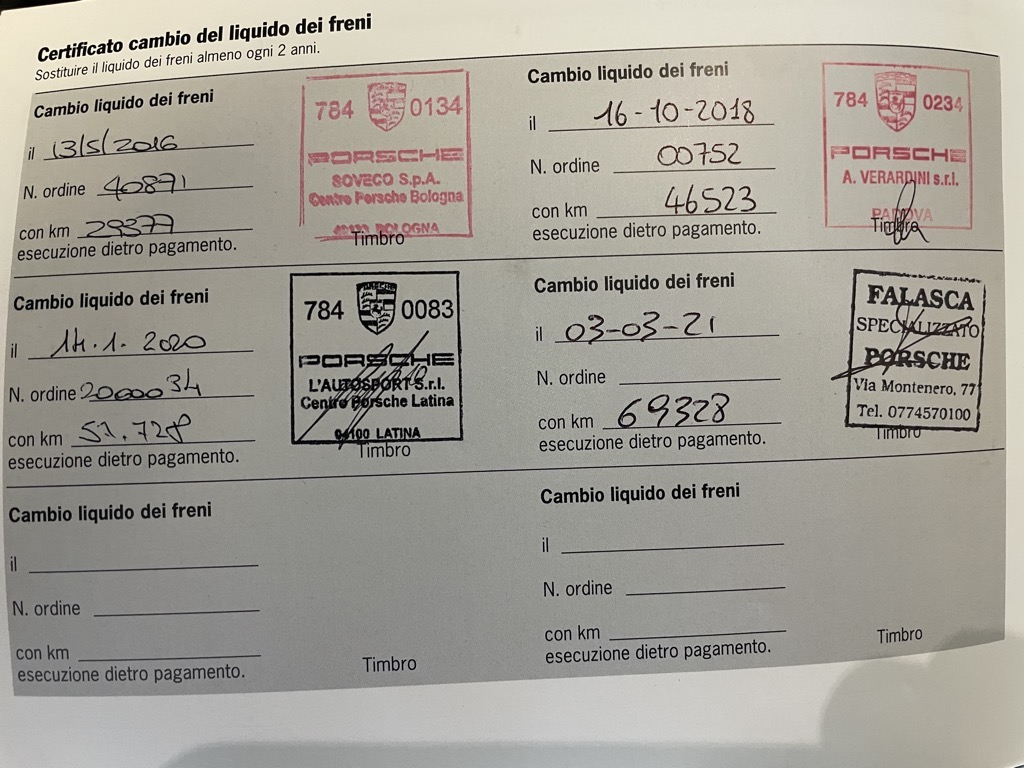 Certificato cambio del liquido dei freni
Sostituire il liquido dei freni almeno ogni 2 anni.
Cambio liquido dei freni
il 13/5/2016
N. ordine 40871
con km 29377
esecuzione dietro pagamento.
784 0134
PORSCHE
SOVECO S.p.A.
Centro Porsche Bologna
BOLOGNA
Timbro
Cambio liquido dei freni
il 16-10-2018
N. ordine 00752
con km 46523
esecuzione dietro pagamento.
784 0234
PORSCHE
A. VERARDINI s.r.l.
PADOVA
Timbro
Cambio liquido dei freni
il 14.1.2020
N. ordine 2000034
con km 57.728
esecuzione dietro pagamento.
784 0083
PORSCHE
L'AUTOSPORT S.r.l.
Centro Porsche Latina
04100 LATINA
Timbro
Cambio liquido dei freni
il 03-03-21
N. ordine
con km 69328
esecuzione dietro pagamento.
FALASCA
SPECIALIZZATO
PORSCHE
Via Montenero, 77
Tel. 0774570100
Timbro
Cambio liquido dei freni
il
N. ordine
con km
esecuzione dietro pagamento.
Timbro
Cambio liquido dei freni
il
N. ordine
con km
esecuzione dietro pagamento.
Timbro